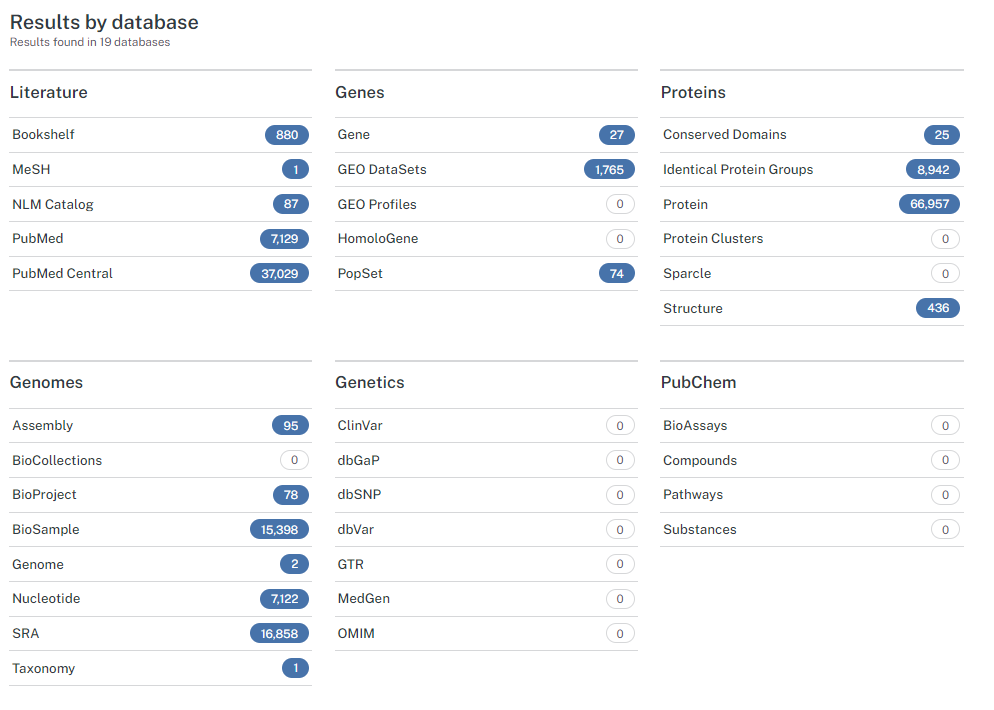 Results by database
Results found in 19 databases
Literature
Bookshelf 880
MeSH 1
NLM Catalog 87
PubMed 7,129
PubMed Central 37,029
Genes
Gene 27
GEO DataSets 1,765
GEO Profiles 0
HomoloGene 0
PopSet 74
Proteins
Conserved Domains 25
Identical Protein Groups 8,942
Protein 66,957
Protein Clusters 0
Sparcle 0
Structure 436
Genomes
Assembly 95
BioCollections 0
BioProject 78
BioSample 15,398
Genome 2
Nucleotide 7,122
SRA 16,858
Taxonomy 1
Genetics
ClinVar 0
dbGaP 0
dbSNP 0
dbVar 0
GTR 0
MedGen 0
OMIM 0
PubChem
BioAssays 0
Compounds 0
Pathways 0
Substances 0